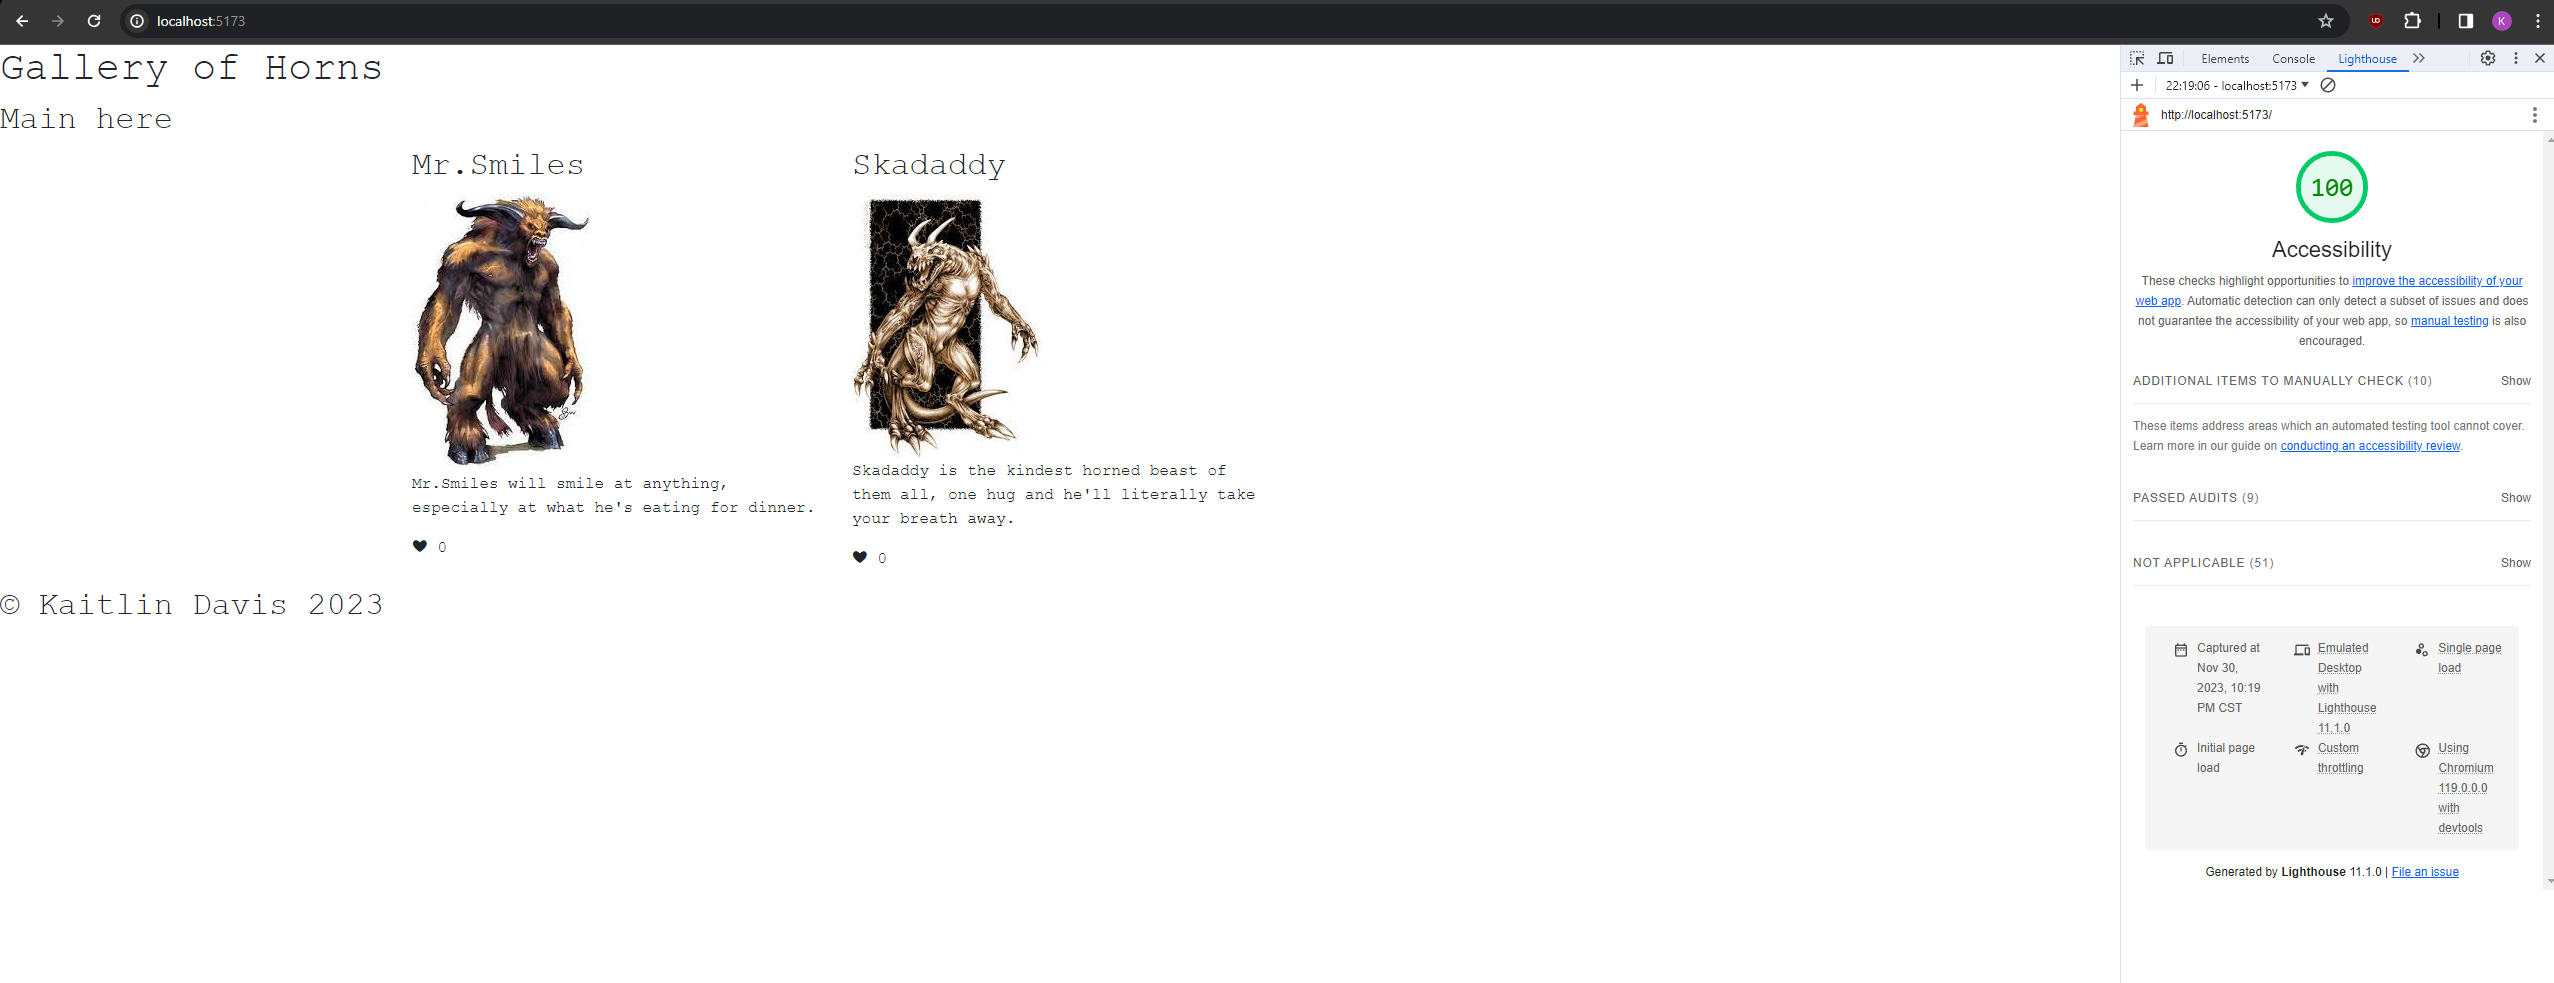 localhost:5173
K
Gallery of Horns
Main here
Mr.Smiles
Mr.Smiles will smile at anything,
especially at what he's eating for dinner.
0
Skadaddy
Skadaddy is the kindest horned beast of
them all, one hug and he'll literally take
your breath away.
0
© Kaitlin Davis 2023
Elements Console Lighthouse
22:19:06 - localhost:5173
http://localhost:5173/
100
Accessibility
These checks highlight opportunities to improve the accessibility of your
web app. Automatic detection can only detect a subset of issues and does
not guarantee the accessibility of your web app, so manual testing is also
encouraged.
ADDITIONAL ITEMS TO MANUALLY CHECK (10) Show
These items address areas which an automated testing tool cannot cover.
Learn more in our guide on conducting an accessibility review.
PASSED AUDITS (9) Show
NOT APPLICABLE (51) Show
Captured at
Nov 30,
2023, 10:19
PM CST
Emulated
Desktop
with
Lighthouse
11.1.0
Single page
load
Initial page
load
Custom
throttling
Using
Chromium
119.0.0.0
with
devtools
Generated by Lighthouse 11.1.0 | File an issue